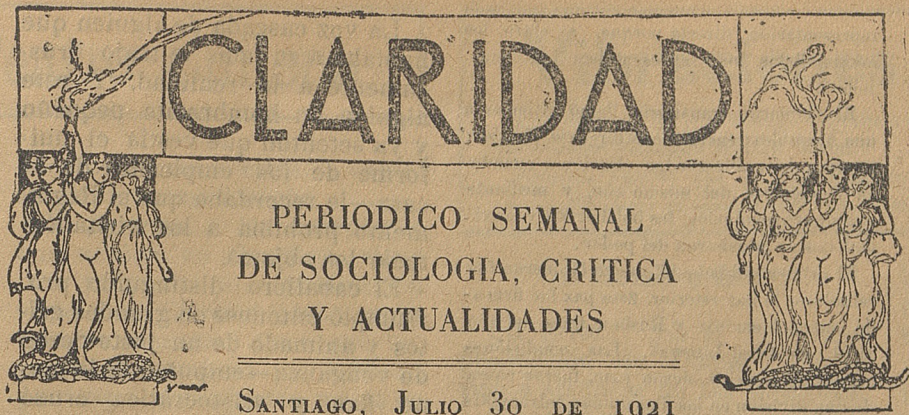 CLARIDAD
PERIODICO SEMANAL
DE SOCIOLOGIA, CRITICA
Y ACTUALIDADES
SANTIAGO, JULIO 30 DE 1921